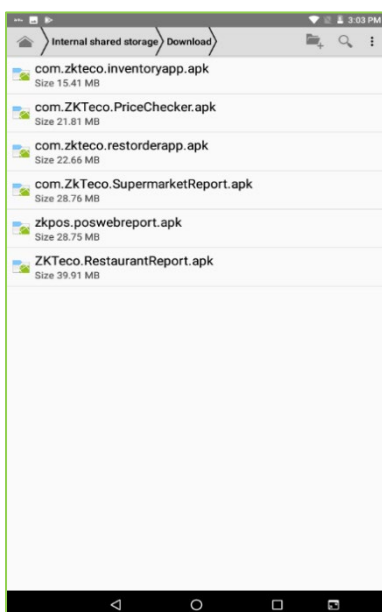 3:03 PM
Internal shared storage Download
com.zkteco.inventoryapp.apk
Size 15.41 MB
com.ZKTeco.PriceChecker.apk
Size 21.81 MB
com.zkteco.restorderapp.apk
Size 22.66 MB
com.ZkTeco.SupermarketReport.apk
Size 28.76 MB
zkpos.poswebreport.apk
Size 28.75 MB
ZKTeco.RestaurantReport.apk
Size 39.91 MB